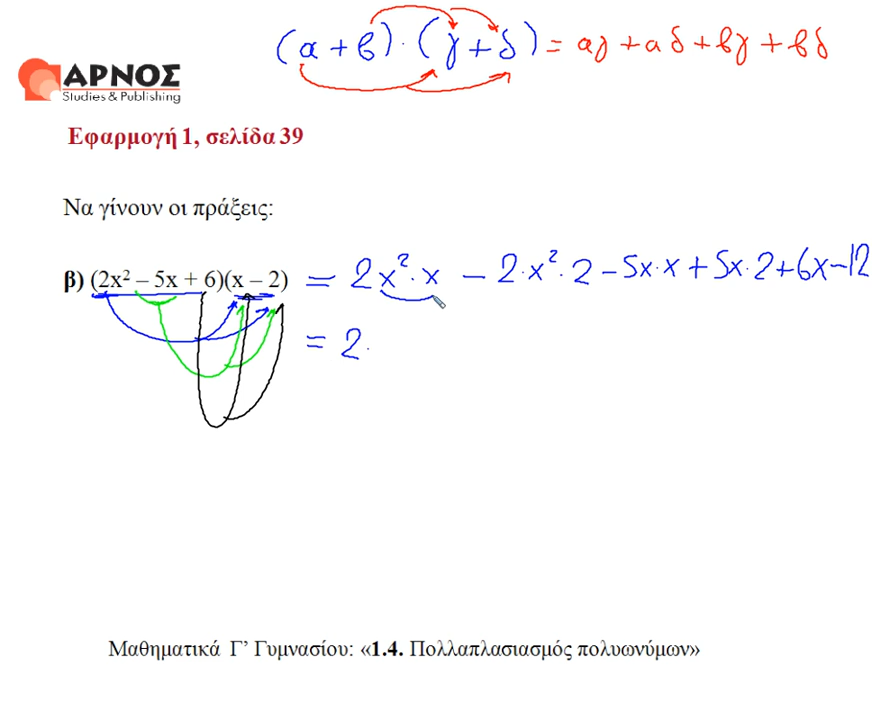 (α + β) · (γ + δ) = αγ + αδ + βγ + βδ
ΑΡΝΟΣ
Studies & Publishing
Εφαρμογή 1, σελίδα 39
Να γίνουν οι πράξεις:
β) (2x² – 5x + 6)(x – 2) = 2x² · x – 2 · x² · 2 – 5x · x + 5x · 2 + 6x – 12
= 2 ·
Μαθηματικά Γ’ Γυμνασίου: «1.4. Πολλαπλασιασμός πολυωνύμων»